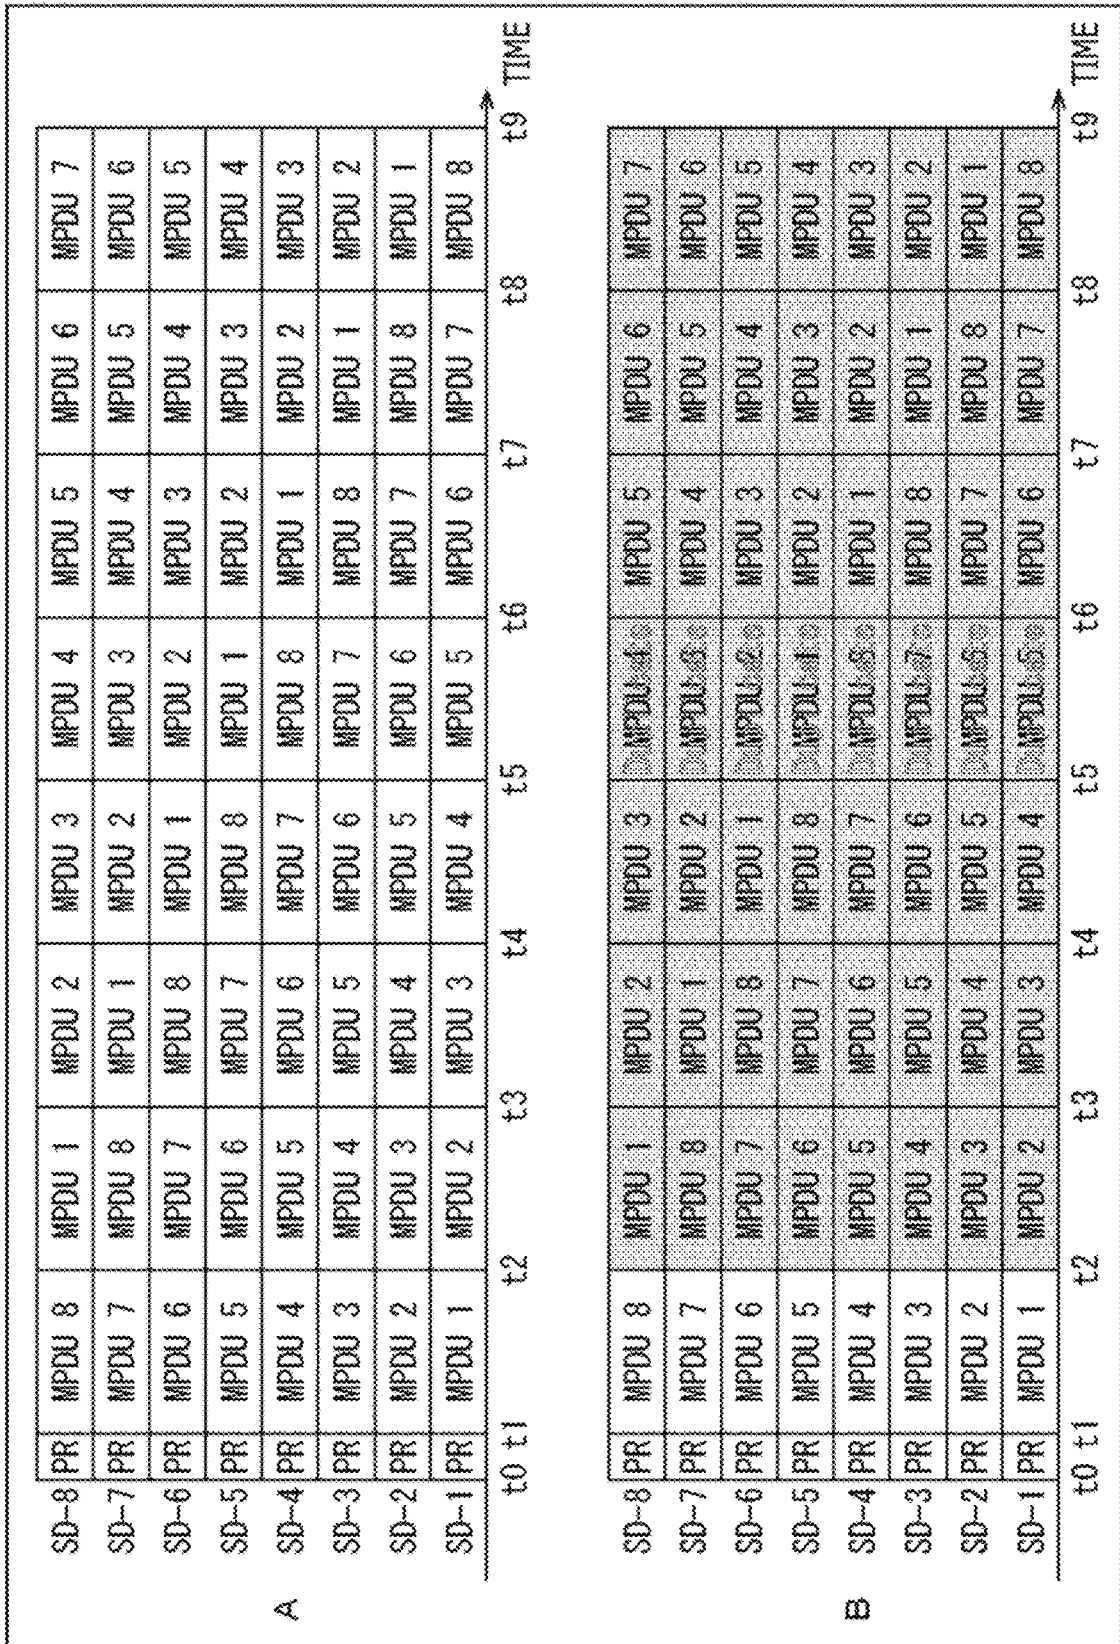 A
SD-8 PR MPDU 8 MPDU 1 MPDU 2 MPDU 3 MPDU 4 MPDU 5 MPDU 6 MPDU 7
SD-7 PR MPDU 7 MPDU 8 MPDU 1 MPDU 2 MPDU 3 MPDU 4 MPDU 5 MPDU 6
SD-6 PR MPDU 6 MPDU 7 MPDU 8 MPDU 1 MPDU 2 MPDU 3 MPDU 4 MPDU 5
SD-5 PR MPDU 5 MPDU 6 MPDU 7 MPDU 8 MPDU 1 MPDU 2 MPDU 3 MPDU 4
SD-4 PR MPDU 4 MPDU 5 MPDU 6 MPDU 7 MPDU 8 MPDU 1 MPDU 2 MPDU 3
SD-3 PR MPDU 3 MPDU 4 MPDU 5 MPDU 6 MPDU 7 MPDU 8 MPDU 1 MPDU 2
SD-2 PR MPDU 2 MPDU 3 MPDU 4 MPDU 5 MPDU 6 MPDU 7 MPDU 8 MPDU 1
SD-1 PR MPDU 1 MPDU 2 MPDU 3 MPDU 4 MPDU 5 MPDU 6 MPDU 7 MPDU 8
t0 t1 t2 t3 t4 t5 t6 t7 t8 t9 TIME
B
SD-8 PR MPDU 8 MPDU 1 MPDU 2 MPDU 3 MPDU 4 MPDU 5 MPDU 6 MPDU 7
SD-7 PR MPDU 7 MPDU 8 MPDU 1 MPDU 2 MPDU 3 MPDU 4 MPDU 5 MPDU 6
SD-6 PR MPDU 6 MPDU 7 MPDU 8 MPDU 1 MPDU 2 MPDU 3 MPDU 4 MPDU 5
SD-5 PR MPDU 5 MPDU 6 MPDU 7 MPDU 8 MPDU 1 MPDU 2 MPDU 3 MPDU 4
SD-4 PR MPDU 4 MPDU 5 MPDU 6 MPDU 7 MPDU 8 MPDU 1 MPDU 2 MPDU 3
SD-3 PR MPDU 3 MPDU 4 MPDU 5 MPDU 6 MPDU 7 MPDU 8 MPDU 1 MPDU 2
SD-2 PR MPDU 2 MPDU 3 MPDU 4 MPDU 5 MPDU 6 MPDU 7 MPDU 8 MPDU 1
SD-1 PR MPDU 1 MPDU 2 MPDU 3 MPDU 4 MPDU 5 MPDU 6 MPDU 7 MPDU 8
t0 t1 t2 t3 t4 t5 t6 t7 t8 t9 TIME